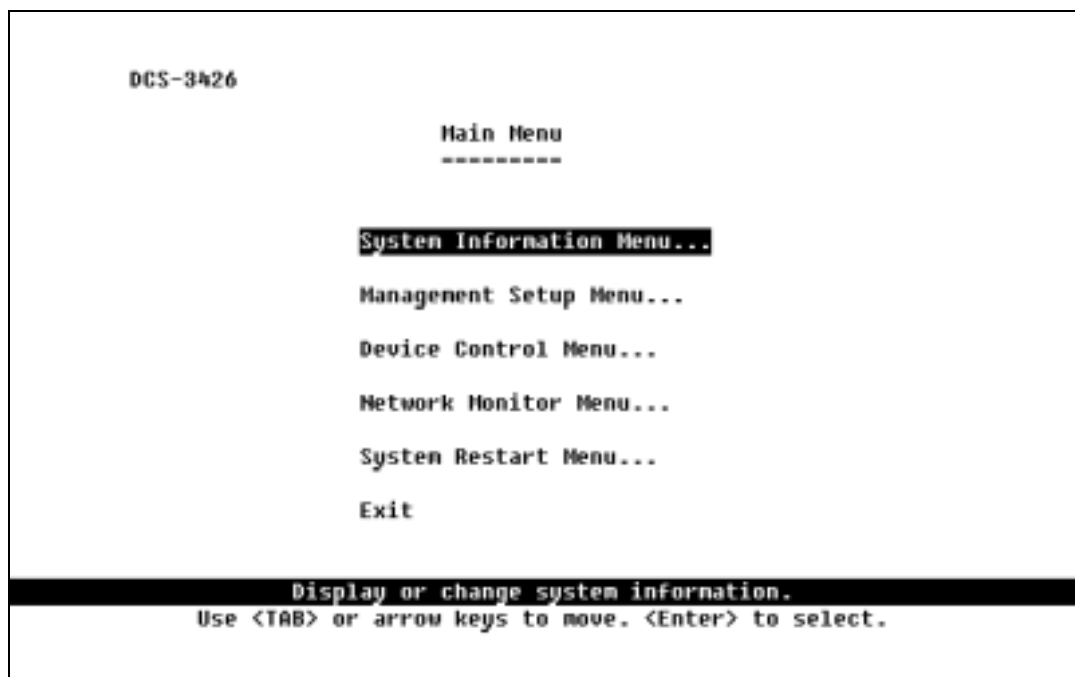 DCS-3426
Main Menu
---------
System Information Menu...
Management Setup Menu...
Device Control Menu...
Network Monitor Menu...
System Restart Menu...
Exit
Display or change system information.
Use <TAB> or arrow keys to move. <Enter> to select.